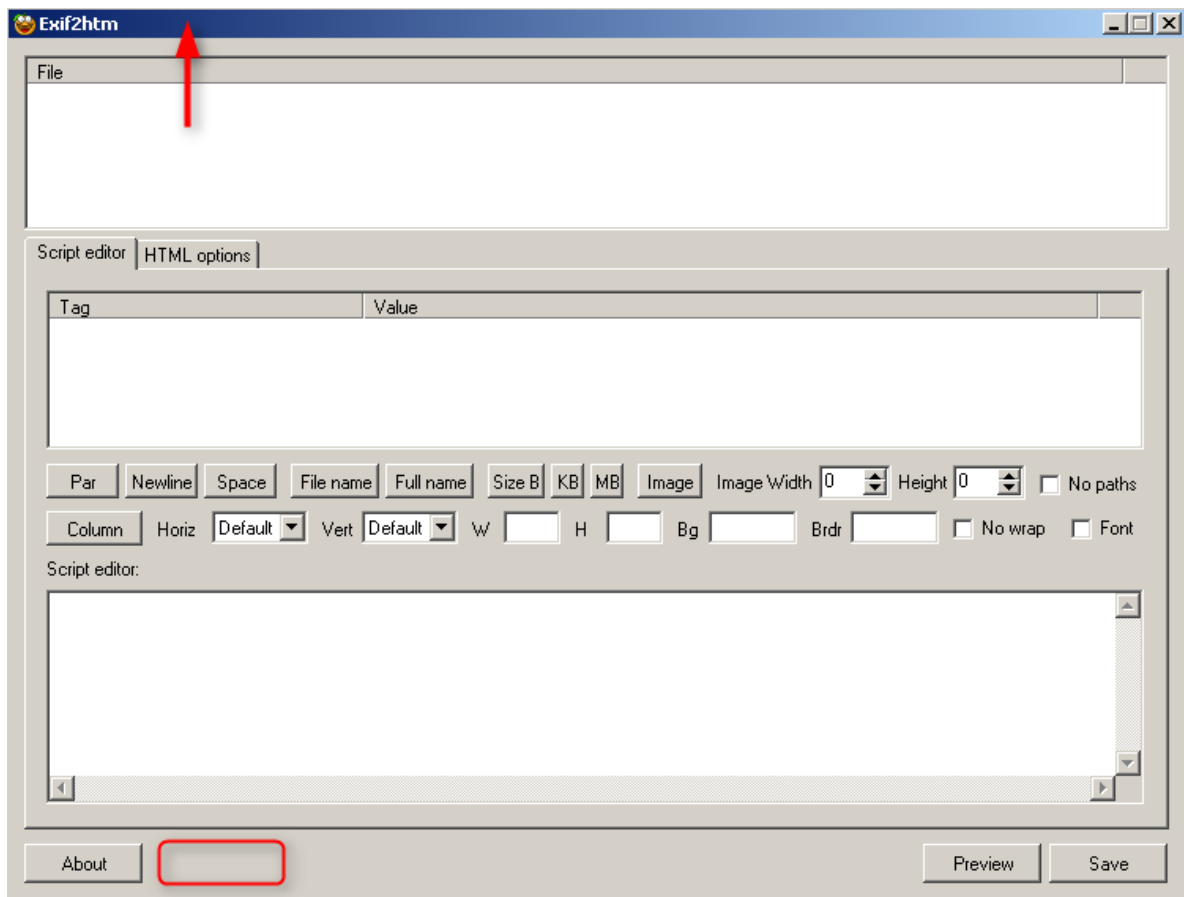 Exif2htm
File
Script editor HTML options
Tag Value
Par Newline Space File name Full name Size B KB MB Image Image Width 0 Height 0 No paths
Column Horiz Default Vert Default W H Bg Brdr No wrap Font
Script editor:
About Preview Save